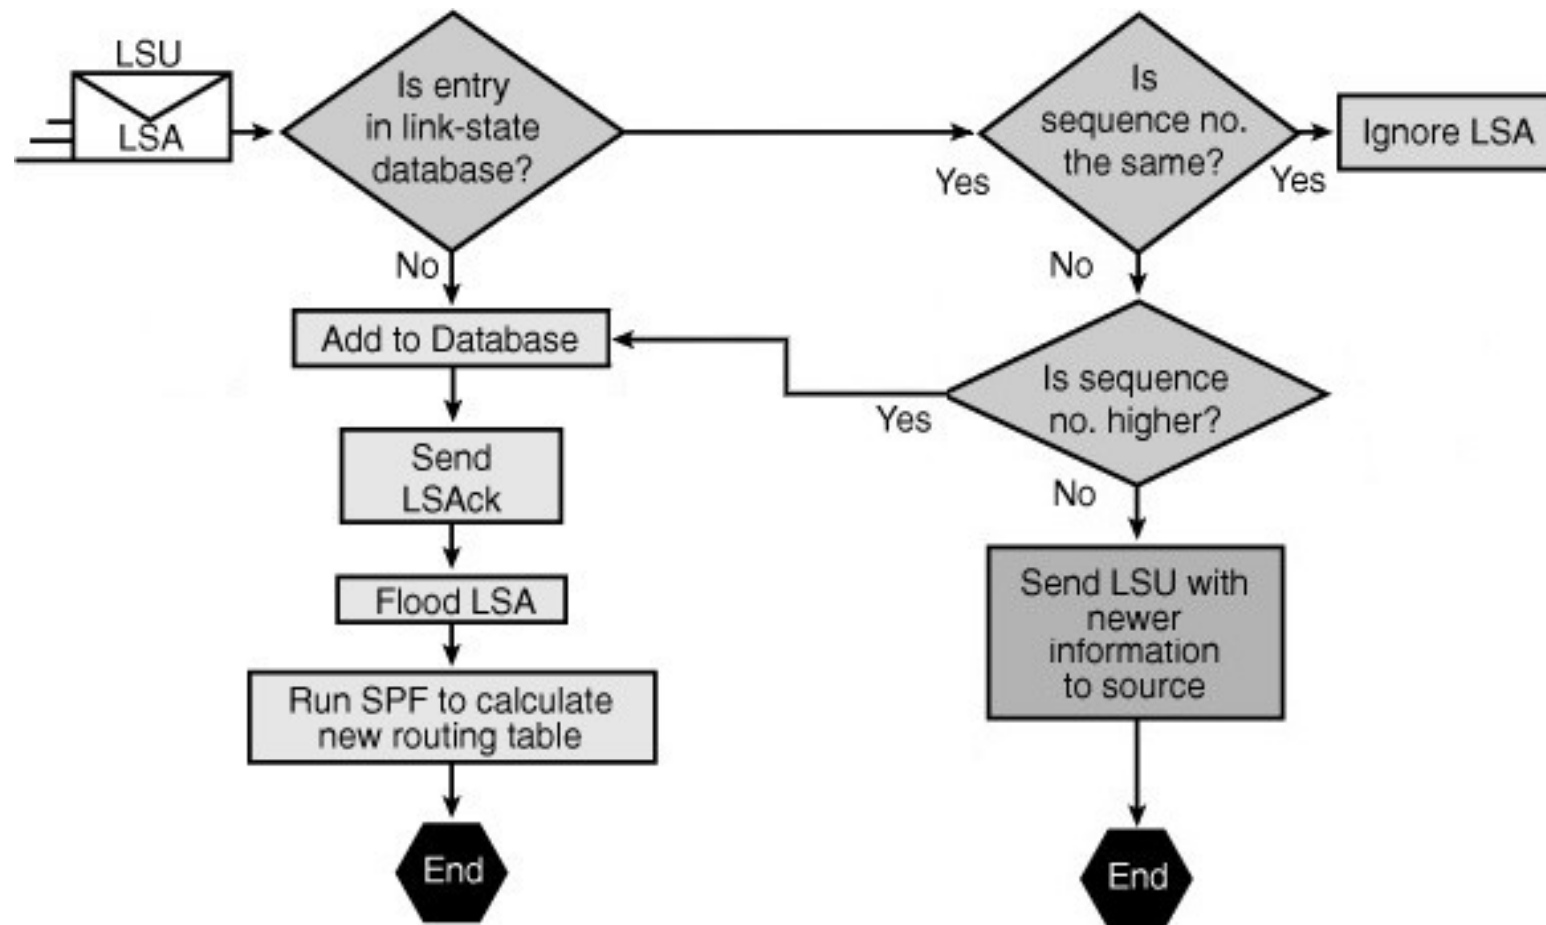 LSU
LSA
Is entry
in link-state
database?
Yes
Is
sequence no.
the same?
Yes
Ignore LSA
No
No
Add to Database
Is sequence
no. higher?
Yes
Send
LSAck
No
Flood LSA
Send LSU with
newer
information
to source
Run SPF to calculate
new routing table
End
End